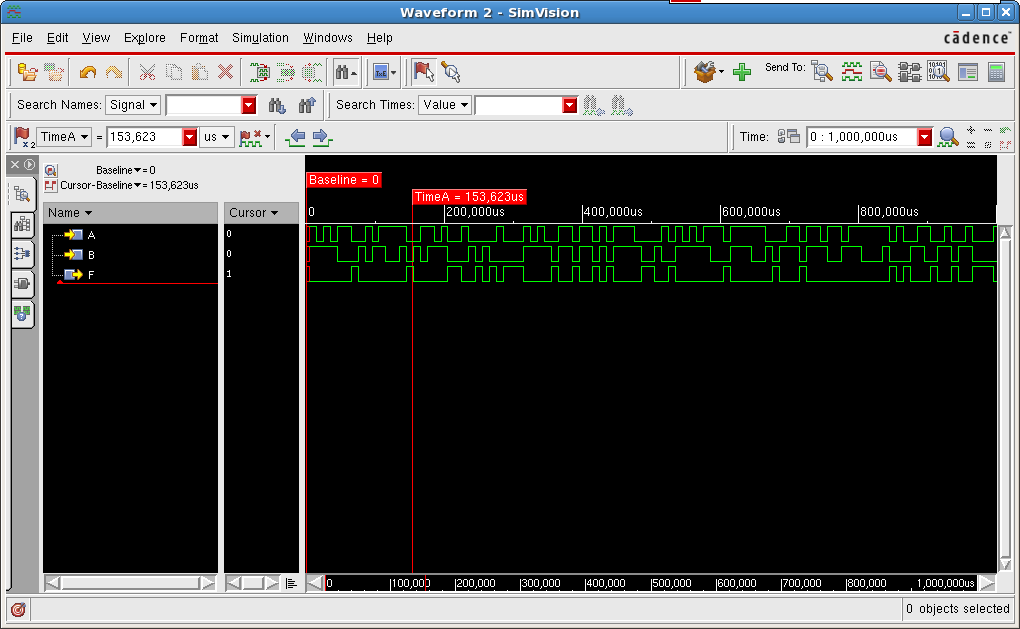 Waveform 2 - SimVision
File Edit View Explore Format Simulation Windows Help
cādence™
Send To:
Search Names: Signal
Search Times: Value
x2 TimeA = 153,623 us
Time: 0 : 1,000,000us
Baseline = 0
Cursor-Baseline = 153,623us
Baseline = 0
TimeA = 153,623us
Name Cursor
0 200,000us 400,000us 600,000us 800,000us
A 0
B 0
F 1
0 100,000 200,000 300,000 400,000 500,000 600,000 700,000 800,000 1,000,000us
0 objects selected